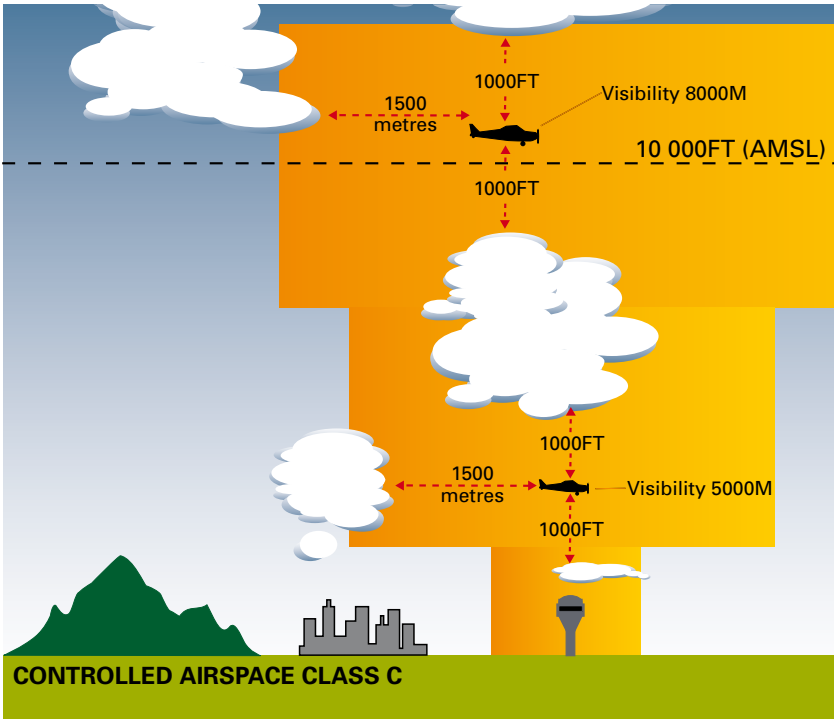 1000FT
1500
metres
Visibility 8000M
10 000FT (AMSL)
1000FT
1000FT
1500
metres
Visibility 5000M
1000FT
CONTROLLED AIRSPACE CLASS C